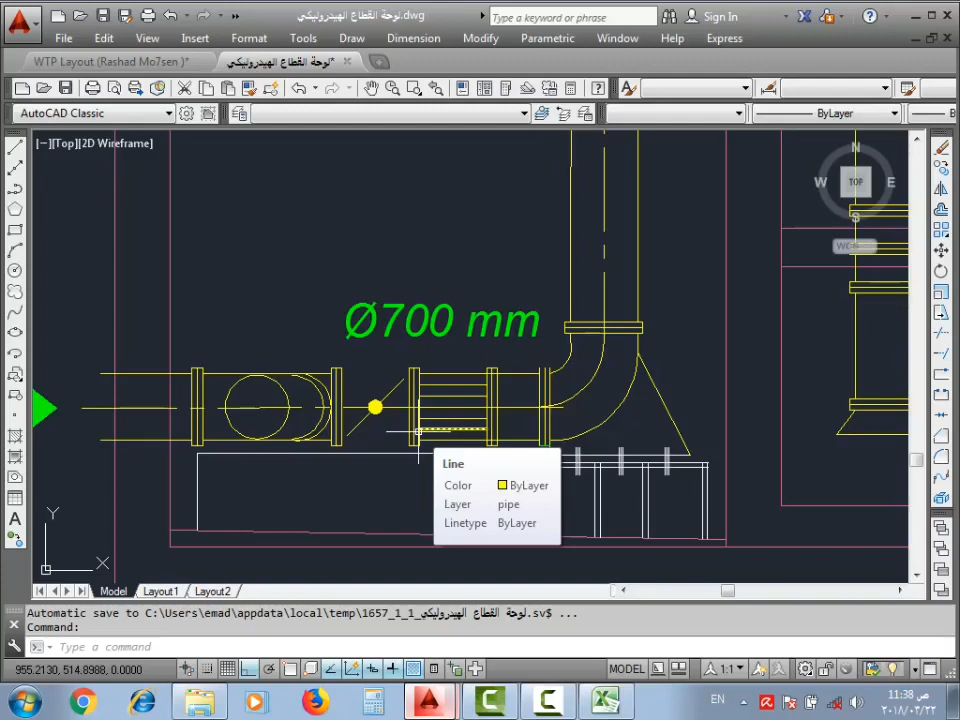 لوحة القطاع الهيدروليكي.dwg
Type a keyword or phrase
Sign In
File Edit View Insert Format Tools Draw Dimension Modify Parametric Window Help Express
WTP Layout (Rashad Mo7sen )*
لوحة القطاع الهيدروليكي*
AutoCAD Classic
ByLayer
[−][Top][2D Wireframe]
N
W TOP E
S
WCS
Ø700 mm
Line
Color ByLayer
Layer pipe
Linetype ByLayer
Y
X
Model Layout1 Layout2
Automatic save to C:\Users\emad\appdata\local\temp\لوحة القطاع الهيدروليكي_1_1_1657.sv$ ...
Command:
Type a command
955.2130, 514.8988, 0.0000
MODEL
1:1
EN
11:38 ص
٢٠١٨/٠٣/٢٢